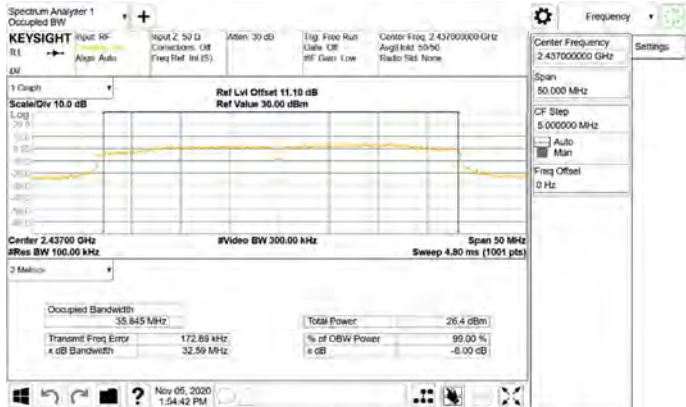 Spectrum Analyzer 1
Occupied BW
+
Frequency
KEYSIGHT
Input: RF
Input Z: 50 Ω
Atten: 30 dB
Trig: Free Run
Center Freq: 2.437000000 GHz
Corrections: Off
Gate: Off
Avg|Hold: 50/50
Align: Auto
Freq Ref: Int (S)
#IF Gain: Low
Radio Std: None
Center Frequency
2.437000000 GHz
Settings
Span
50.000 MHz
CF Step
5.000000 MHz
Auto
Man
Freq Offset
0 Hz
1 Graph
Scale/Div 10.0 dB
Ref Lvl Offset 11.10 dB
Ref Value 30.00 dBm
Log
Center 2.43700 GHz
#Video BW 300.00 kHz
Span 50 MHz
#Res BW 100.00 kHz
Sweep 4.80 ms (1001 pts)
2 Metrics
Occupied Bandwidth
35.845 MHz
Total Power
26.4 dBm
Transmit Freq Error
172.89 kHz
% of OBW Power
99.00 %
x dB Bandwidth
32.59 MHz
x dB
-6.00 dB
?
Nov 05, 2020
1:54:42 PM